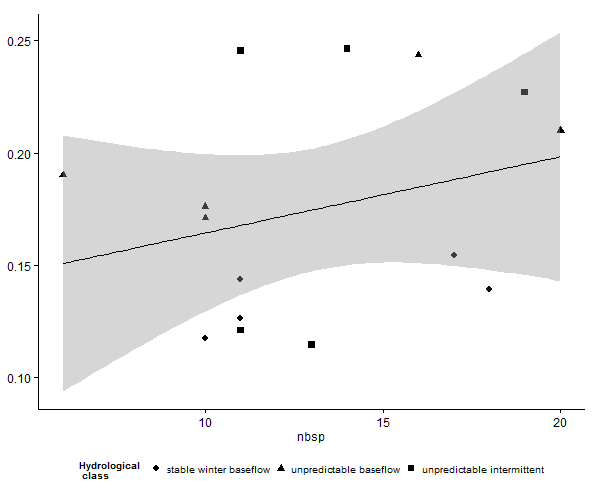 0.25
0.20
0.15
0.10
10 15 20
nbsp
Hydrological
class
stable winter baseflow unpredictable baseflow unpredictable intermittent